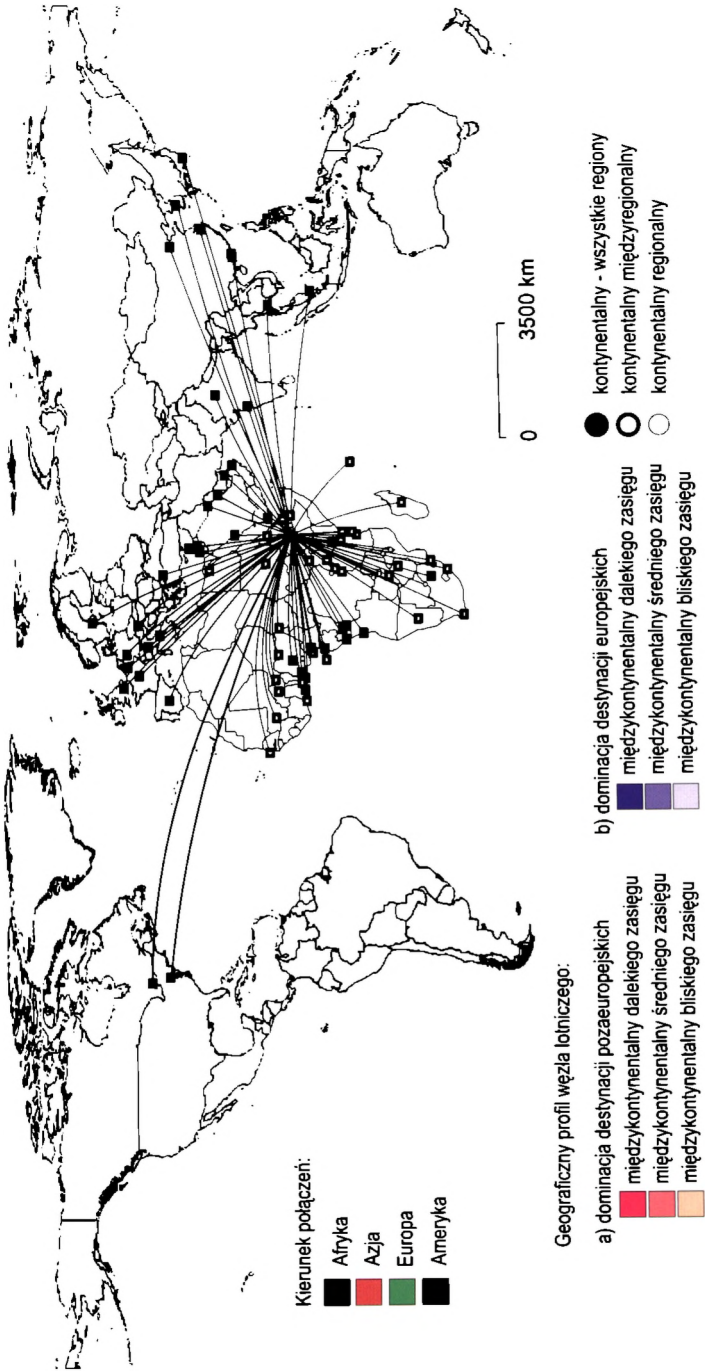 0 3500 km
Kierunek połączeń:
Afryka
Azja
Europa
Ameryka
Geograficzny profil węzła lotniczego:
a) dominacja destynacji pozaeuropejskich
międzykontynentalny dalekiego zasięgu
międzykontynentalny średniego zasięgu
międzykontynentalny bliskiego zasięgu
b) dominacja destynacji europejskich
międzykontynentalny dalekiego zasięgu
międzykontynentalny średniego zasięgu
międzykontynentalny bliskiego zasięgu
kontynentalny - wszystkie regiony
kontynentalny międzyregionalny
kontynentalny regionalny